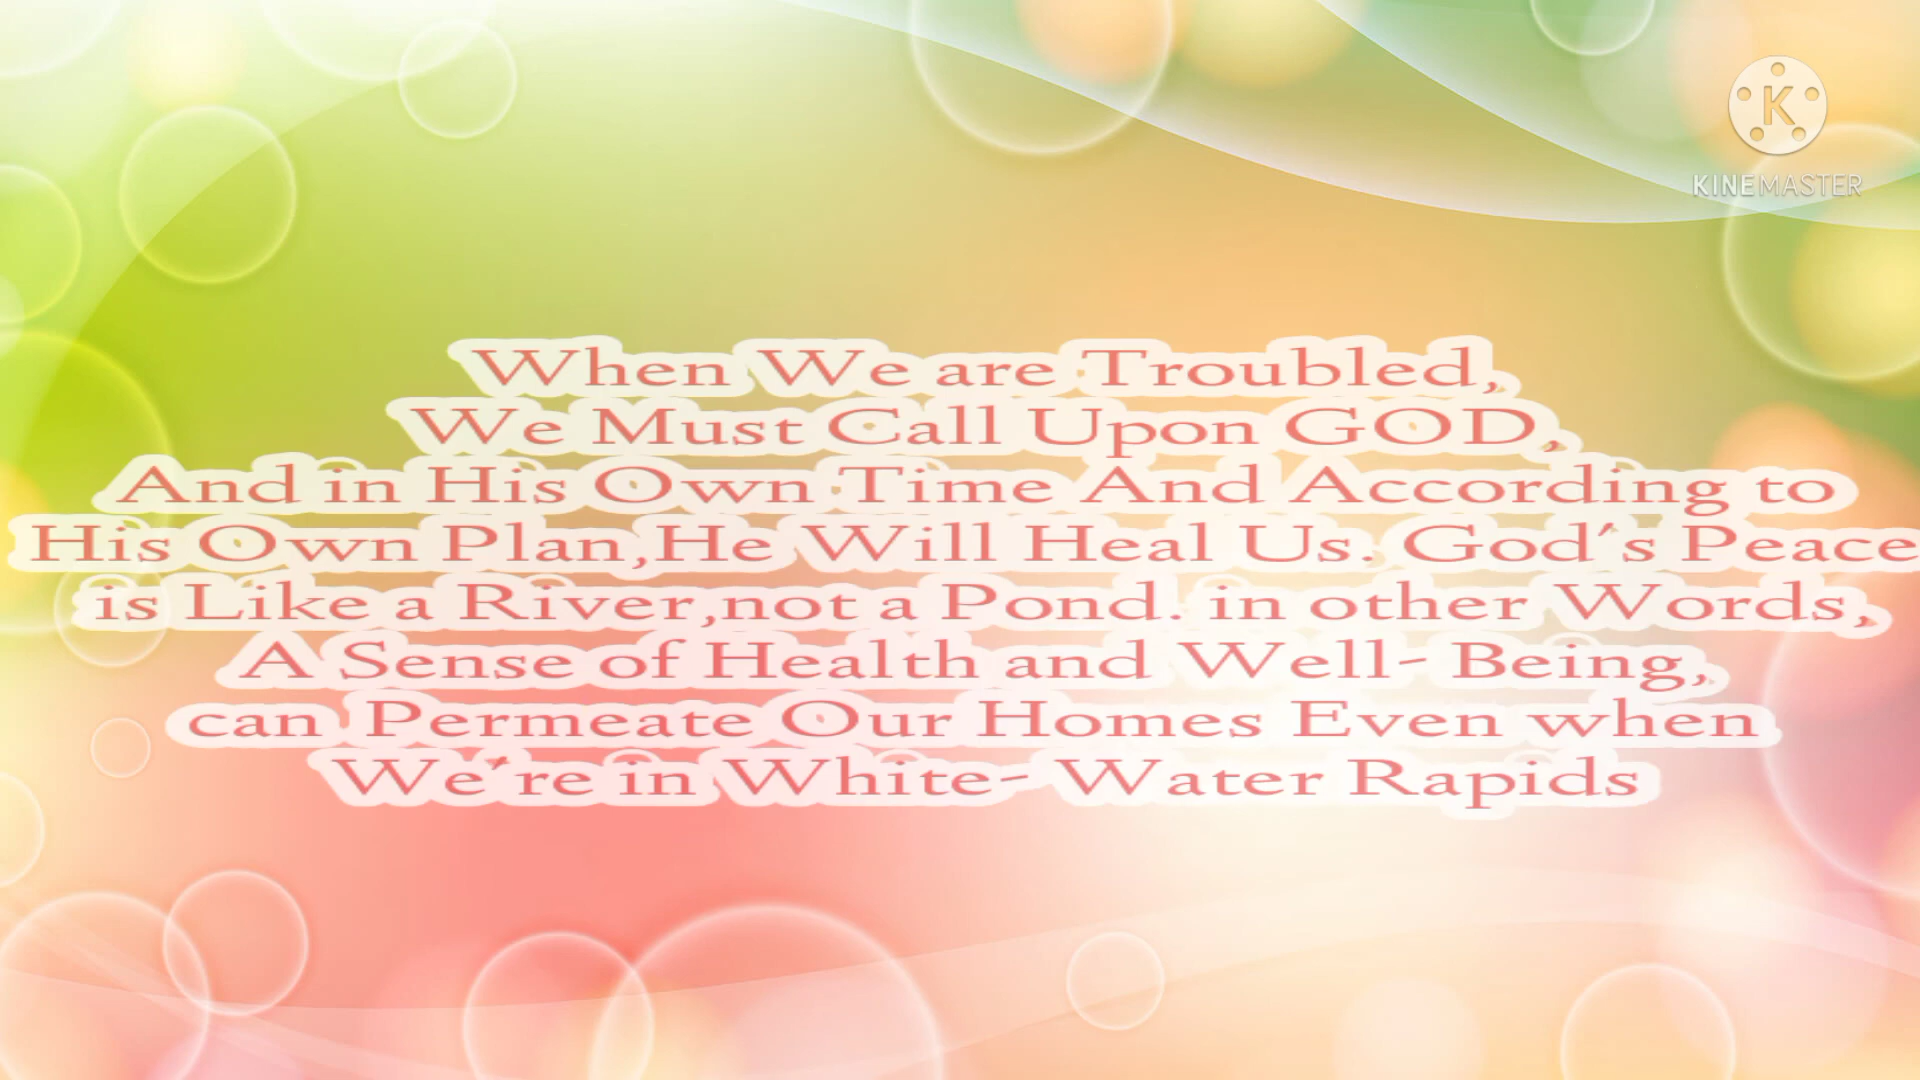 K
KINEMASTER
When We are Troubled,
We Must Call Upon GOD,
And in His Own Time And According to
His Own Plan,He Will Heal Us. God's Peace
is Like a River,not a Pond. in other Words,
A Sense of Health and Well- Being,
can Permeate Our Homes Even when
We're in White- Water Rapids